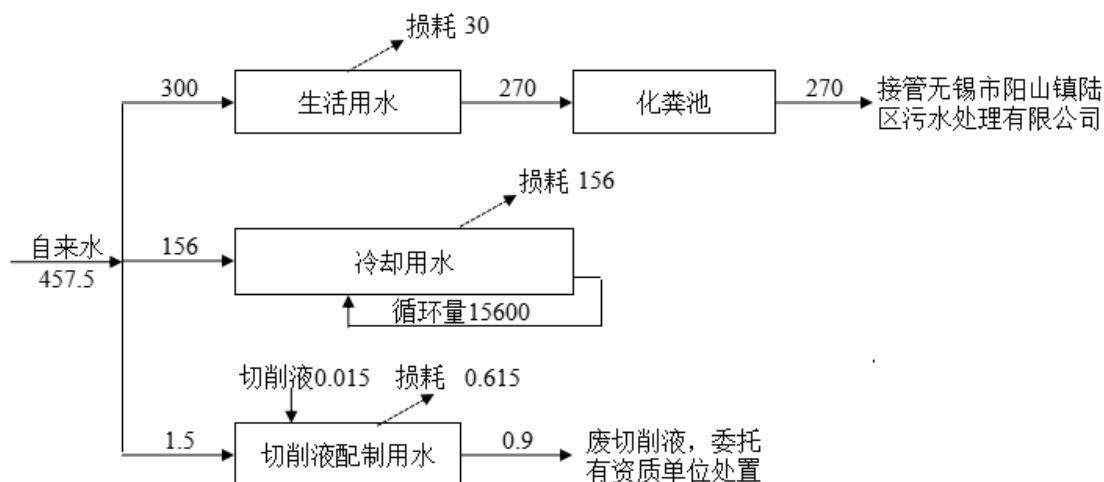 损耗 30
300
生活用水
270
化粪池
270
接管无锡市阳山镇陆
区污水处理有限公司
损耗 156
自来水
457.5
156
冷却用水
循环量15600
切削液0.015
损耗 0.615
1.5
切削液配制用水
0.9
废切削液，委托
有资质单位处置